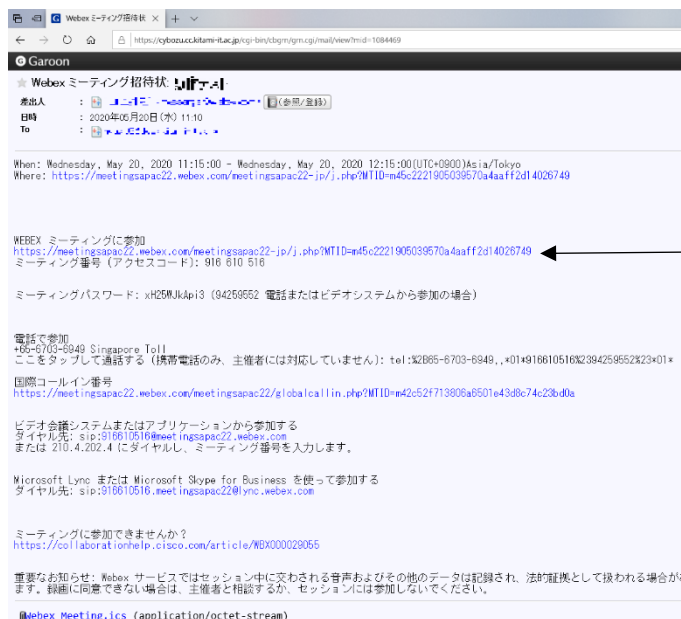 Webex ミーティング招待状
https://cybozu.cc.kitami-it.ac.jp/cgi-bin/cbgrn/grn.cgi/mail/view?mid=1084469
Garoon
Webex ミーティング招待状:
差出人 : (参照/登録)
日時 : 2020年05月20日(水) 11:10
To :
When: Wednesday, May 20, 2020 11:15:00 - Wednesday, May 20, 2020 12:15:00(UTC+0900)Asia/Tokyo
Where: https://meetingsapac22.webex.com/meetingsapac22-jp/j.php?MTID=m45c2221905039570a4aaff2d14026749
WEBEX ミーティングに参加
https://meetingsapac22.webex.com/meetingsapac22-jp/j.php?MTID=m45c2221905039570a4aaff2d14026749
ミーティング番号 (アクセスコード): 916 610 516
ミーティングパスワード: xH25WJkApi3 (94259552 電話またはビデオシステムから参加の場合)
電話で参加
+65-6703-6949 Singapore Toll
ここをタップして通話する (携帯電話のみ、主催者には対応していません): tel:%2B65-6703-6949,,*01*916610516%2394259552%23*01*
国際コールイン番号
https://meetingsapac22.webex.com/meetingsapac22/globalcallin.php?MTID=m42c52f713806a6501e43d8c74c23bd0a
ビデオ会議システムまたはアプリケーションから参加する
ダイヤル先: sip:916610516@meetingsapac22.webex.com
または 210.4.202.4 にダイヤルし、ミーティング番号を入力します。
Microsoft Lync または Microsoft Skype for Business を使って参加する
ダイヤル先: sip:916610516.meetingsapac22@lync.webex.com
ミーティングに参加できませんか?
https://collaborationhelp.cisco.com/article/WBX000029055
重要なお知らせ: Webex サービスではセッション中に交わされる音声およびその他のデータは記録され、法的証拠として扱われる場合が
ます。録画に同意できない場合は、主催者と相談するか、セッションには参加しないでください。
Webex Meeting.ics (application/octet-stream)